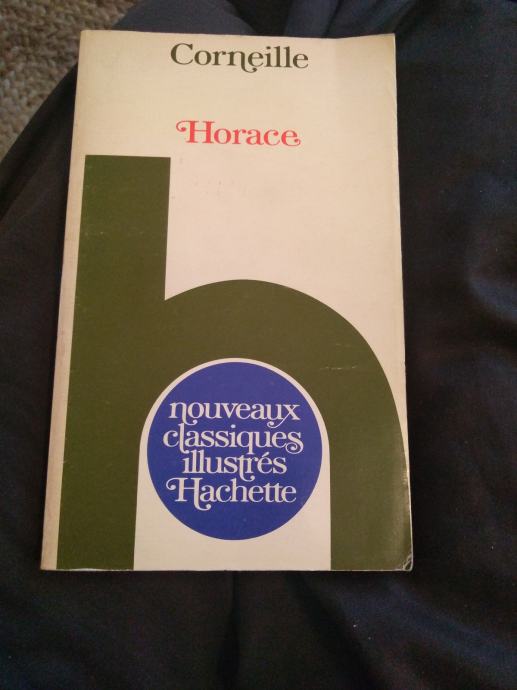 Corneille
Horace
h
nouveaux
classiques
illustrés
Hachette